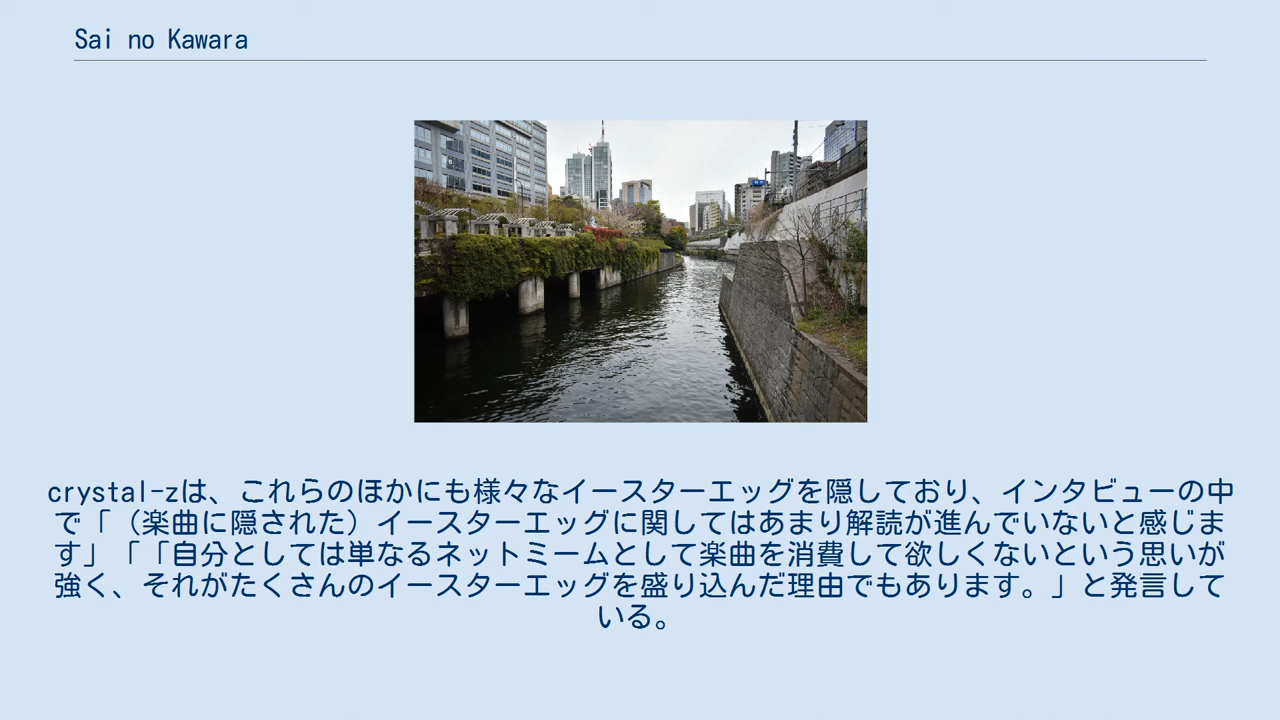 Sai no Kawara
crystal-zは、これらのほかにも様々なイースターエッグを隠しており、インタビューの中
で「（楽曲に隠された）イースターエッグに関してはあまり解読が進んでいないと感じま
す」「「自分としては単なるネットミームとして楽曲を消費して欲しくないという思いが
強く、それがたくさんのイースターエッグを盛り込んだ理由でもあります。」と発言して
いる。